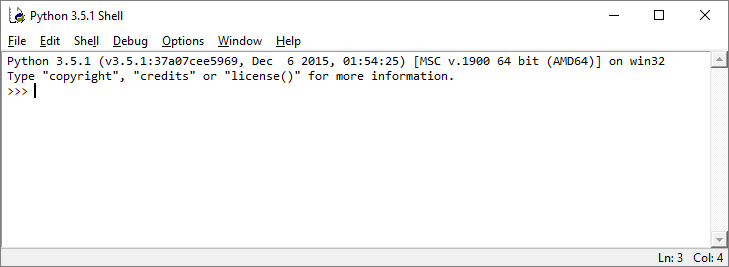 Python 3.5.1 Shell
File Edit Shell Debug Options Window Help
Python 3.5.1 (v3.5.1:37a07cee5969, Dec  6 2015, 01:54:25) [MSC v.1900 64 bit (AMD64)] on win32
Type "copyright", "credits" or "license()" for more information.
>>>
Ln: 3 Col: 4